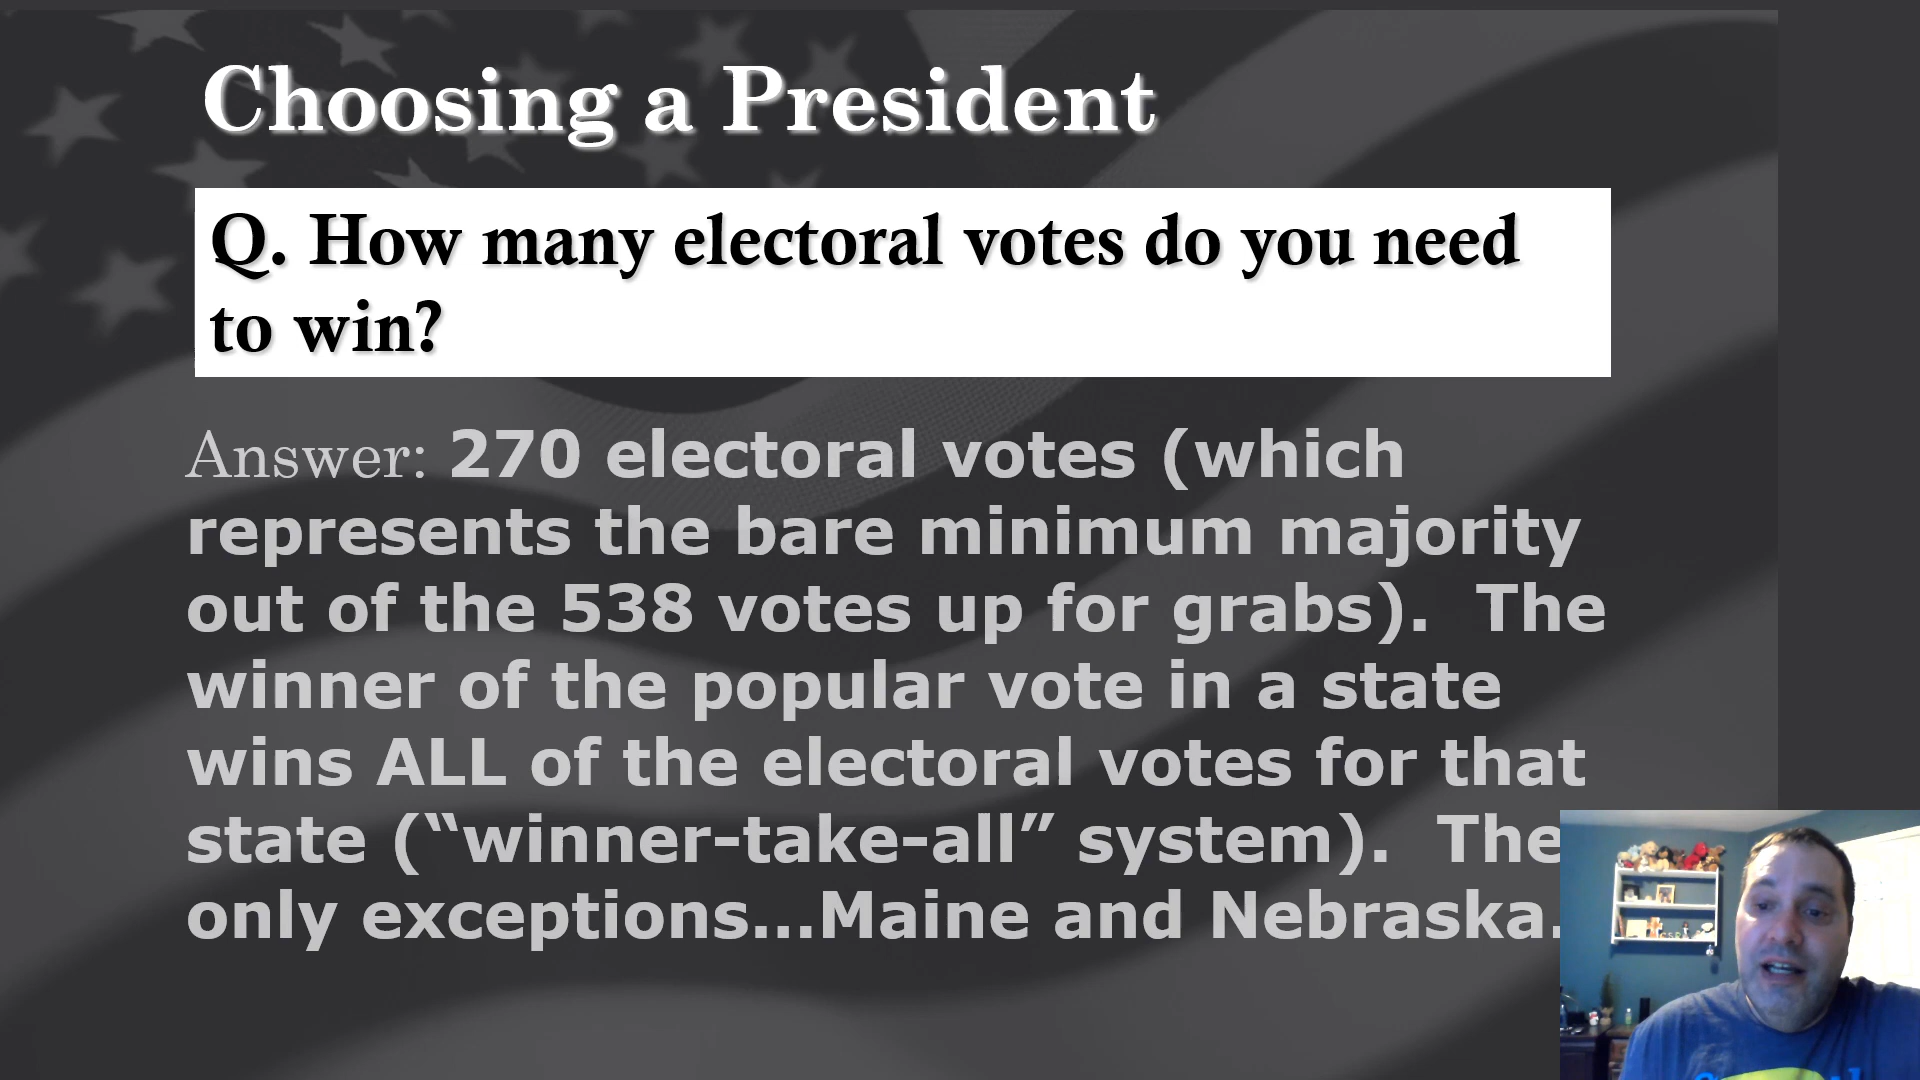 Choosing a President
Q. How many electoral votes do you need
to win?
Answer: 270 electoral votes (which
represents the bare minimum majority
out of the 538 votes up for grabs).  The
winner of the popular vote in a state
wins ALL of the electoral votes for that
state (“winner-take-all” system).  The
only exceptions...Maine and Nebraska.